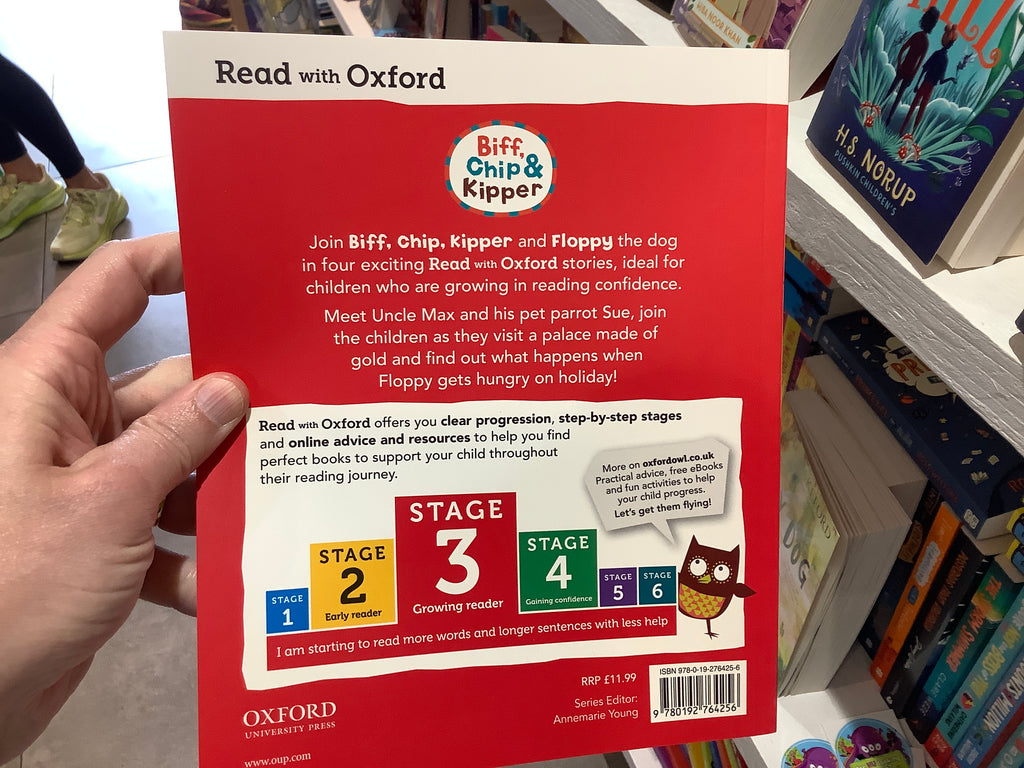 Read with Oxford
Biff,
Chip &
Kipper
Join Biff, Chip, Kipper and Floppy the dog
in four exciting Read with Oxford stories, ideal for
children who are growing in reading confidence.
Meet Uncle Max and his pet parrot Sue, join
the children as they visit a palace made of
gold and find out what happens when
Floppy gets hungry on holiday!
Read with Oxford offers you clear progression, step-by-step stages
and online advice and resources to help you find
perfect books to support your child throughout
their reading journey.
More on oxfordowl.co.uk
Practical advice, free eBooks
and fun activities to help
your child progress.
Let's get them flying!
STAGE
1
STAGE
2
Early reader
STAGE
3
Growing reader
STAGE
4
Gaining confidence
STAGE
5
STAGE
6
I am starting to read more words and longer sentences with less help
RRP £11.99
Series Editor:
Annemarie Young
ISBN 978-0-19-276425-6
9 780192 764256
OXFORD
UNIVERSITY PRESS
www.oup.com
NOOR KHAN
H.S. NORUP
PUSHKIN CHILDREN'S
DOG